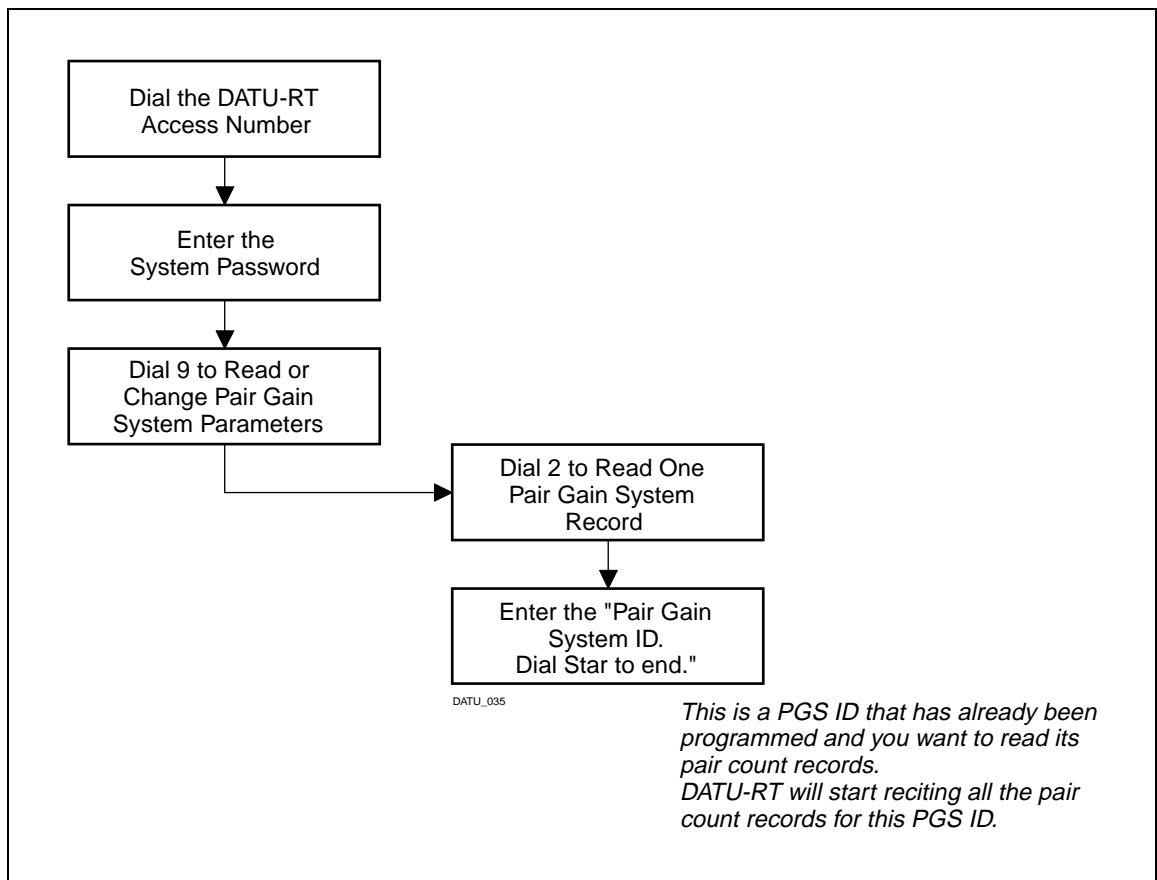 Dial the DATU-RT
Access Number
Enter the
System Password
Dial 9 to Read or
Change Pair Gain
System Parameters
Dial 2 to Read One
Pair Gain System
Record
Enter the "Pair Gain
System ID.
Dial Star to end."
DATU_035
This is a PGS ID that has already been
programmed and you want to read its
pair count records.
DATU-RT will start reciting all the pair
count records for this PGS ID.